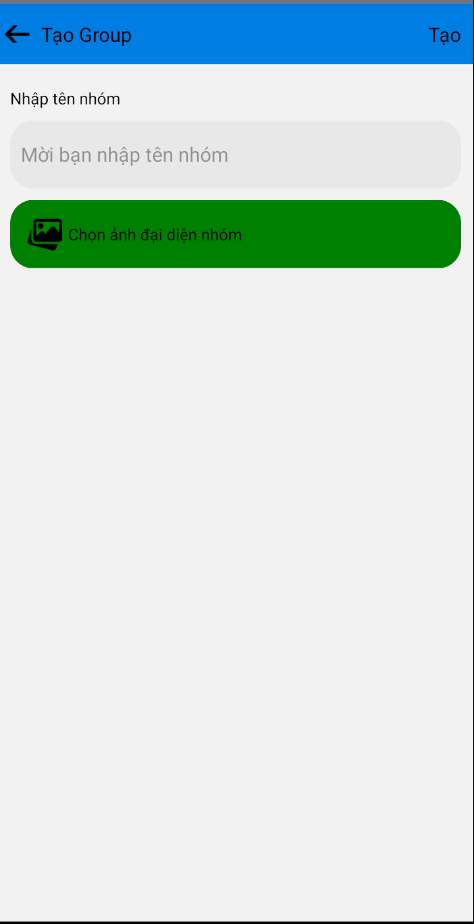 Tạo Group
Tạo
Nhập tên nhóm
Mời bạn nhập tên nhóm
Chọn ảnh đại diện nhóm